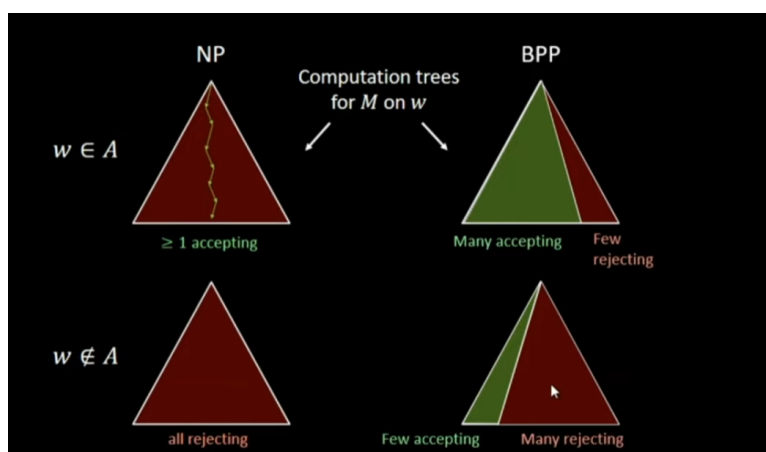 NP
BPP
Computation trees
for M on w
w ∈ A
≥ 1 accepting
Many accepting
Few
rejecting
w ∉ A
all rejecting
Few accepting
Many rejecting